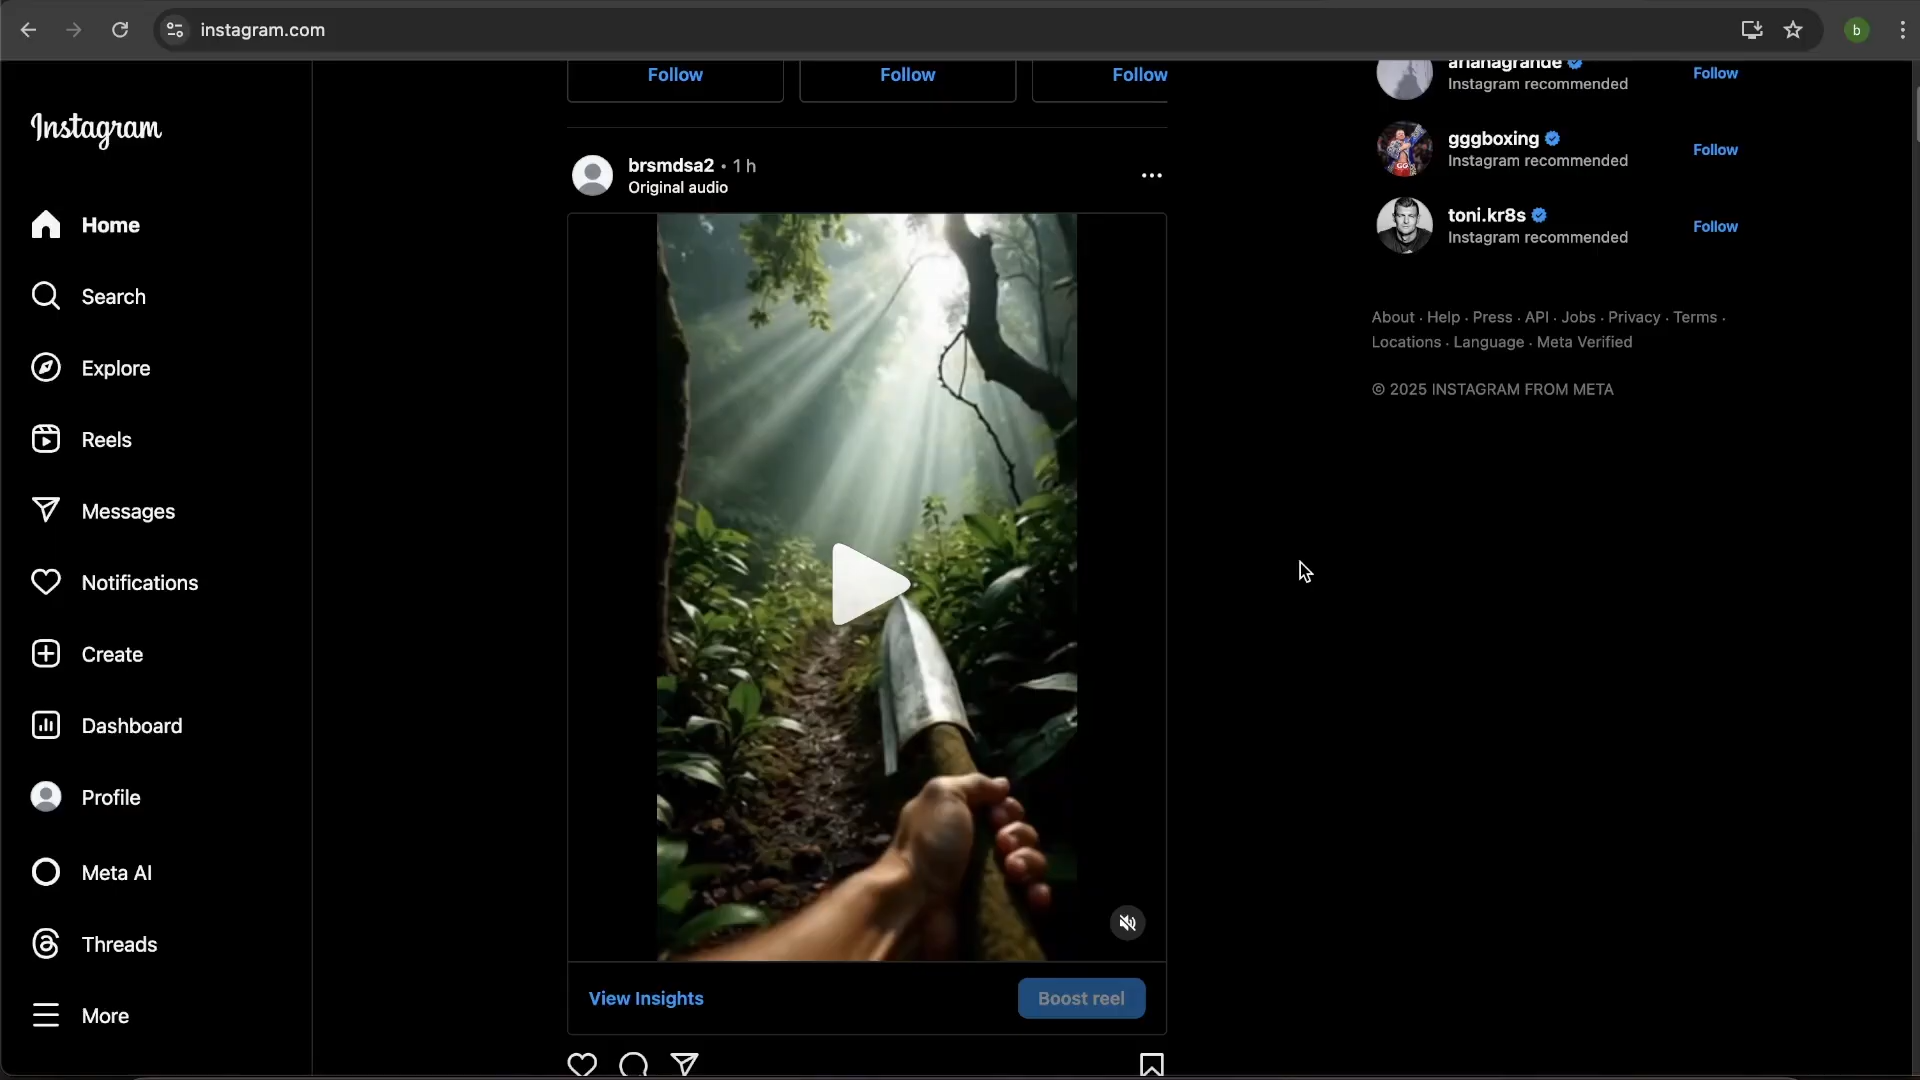 instagram.com
b
Instagram
Home
Search
Explore
Reels
Messages
Notifications
Create
Dashboard
Profile
Meta AI
Threads
More
Follow
Follow
Follow
brsmdsa2 • 1 h
Original audio
View Insights
Boost reel
arianagrande
Instagram recommended
Follow
gggboxing
Instagram recommended
Follow
toni.kr8s
Instagram recommended
Follow
About · Help · Press · API · Jobs · Privacy · Terms ·
Locations · Language · Meta Verified
© 2025 INSTAGRAM FROM META